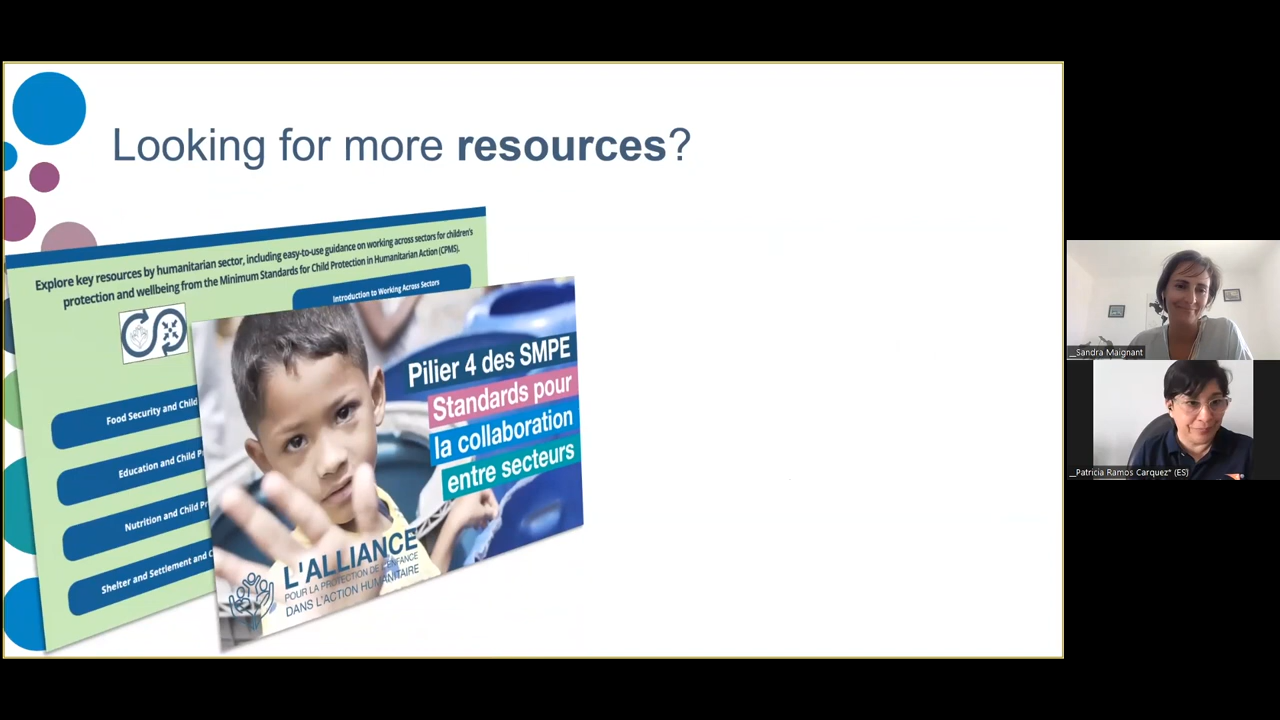 Looking for more resources?
Explore key resources by humanitarian sector, including easy-to-use guidance on working across sectors for children's
protection and wellbeing from the Minimum Standards for Child Protection in Humanitarian Action (CPMS).
Introduction to Working Across Sectors
Food Security and Child
Education and Child P
Nutrition and Child Pr
Shelter and Settlement and C
Pilier 4 des SMPE
Standards pour
la collaboration
entre secteurs
L'ALLIANCE
POUR LA PROTECTION DE L'ENFANCE
DANS L'ACTION HUMANITAIRE
__Sandra Maignant
__Patricia Ramos Carquez* (ES)